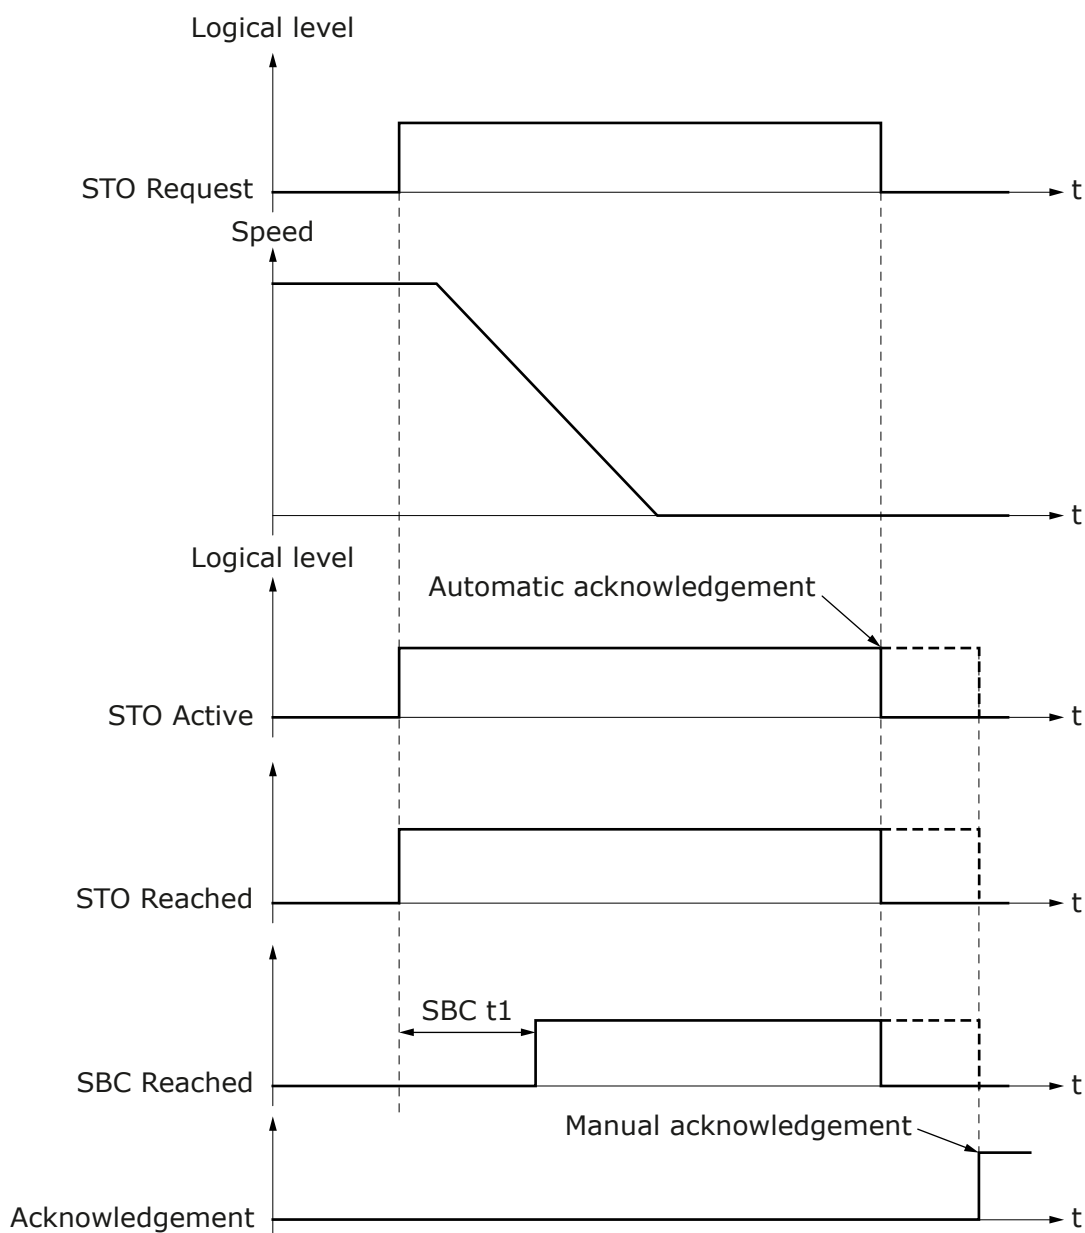 Logical level
STO Request
t
Speed
t
Logical level
Automatic acknowledgement
STO Active
t
STO Reached
t
SBC t1
SBC Reached
t
Manual acknowledgement
Acknowledgement
t